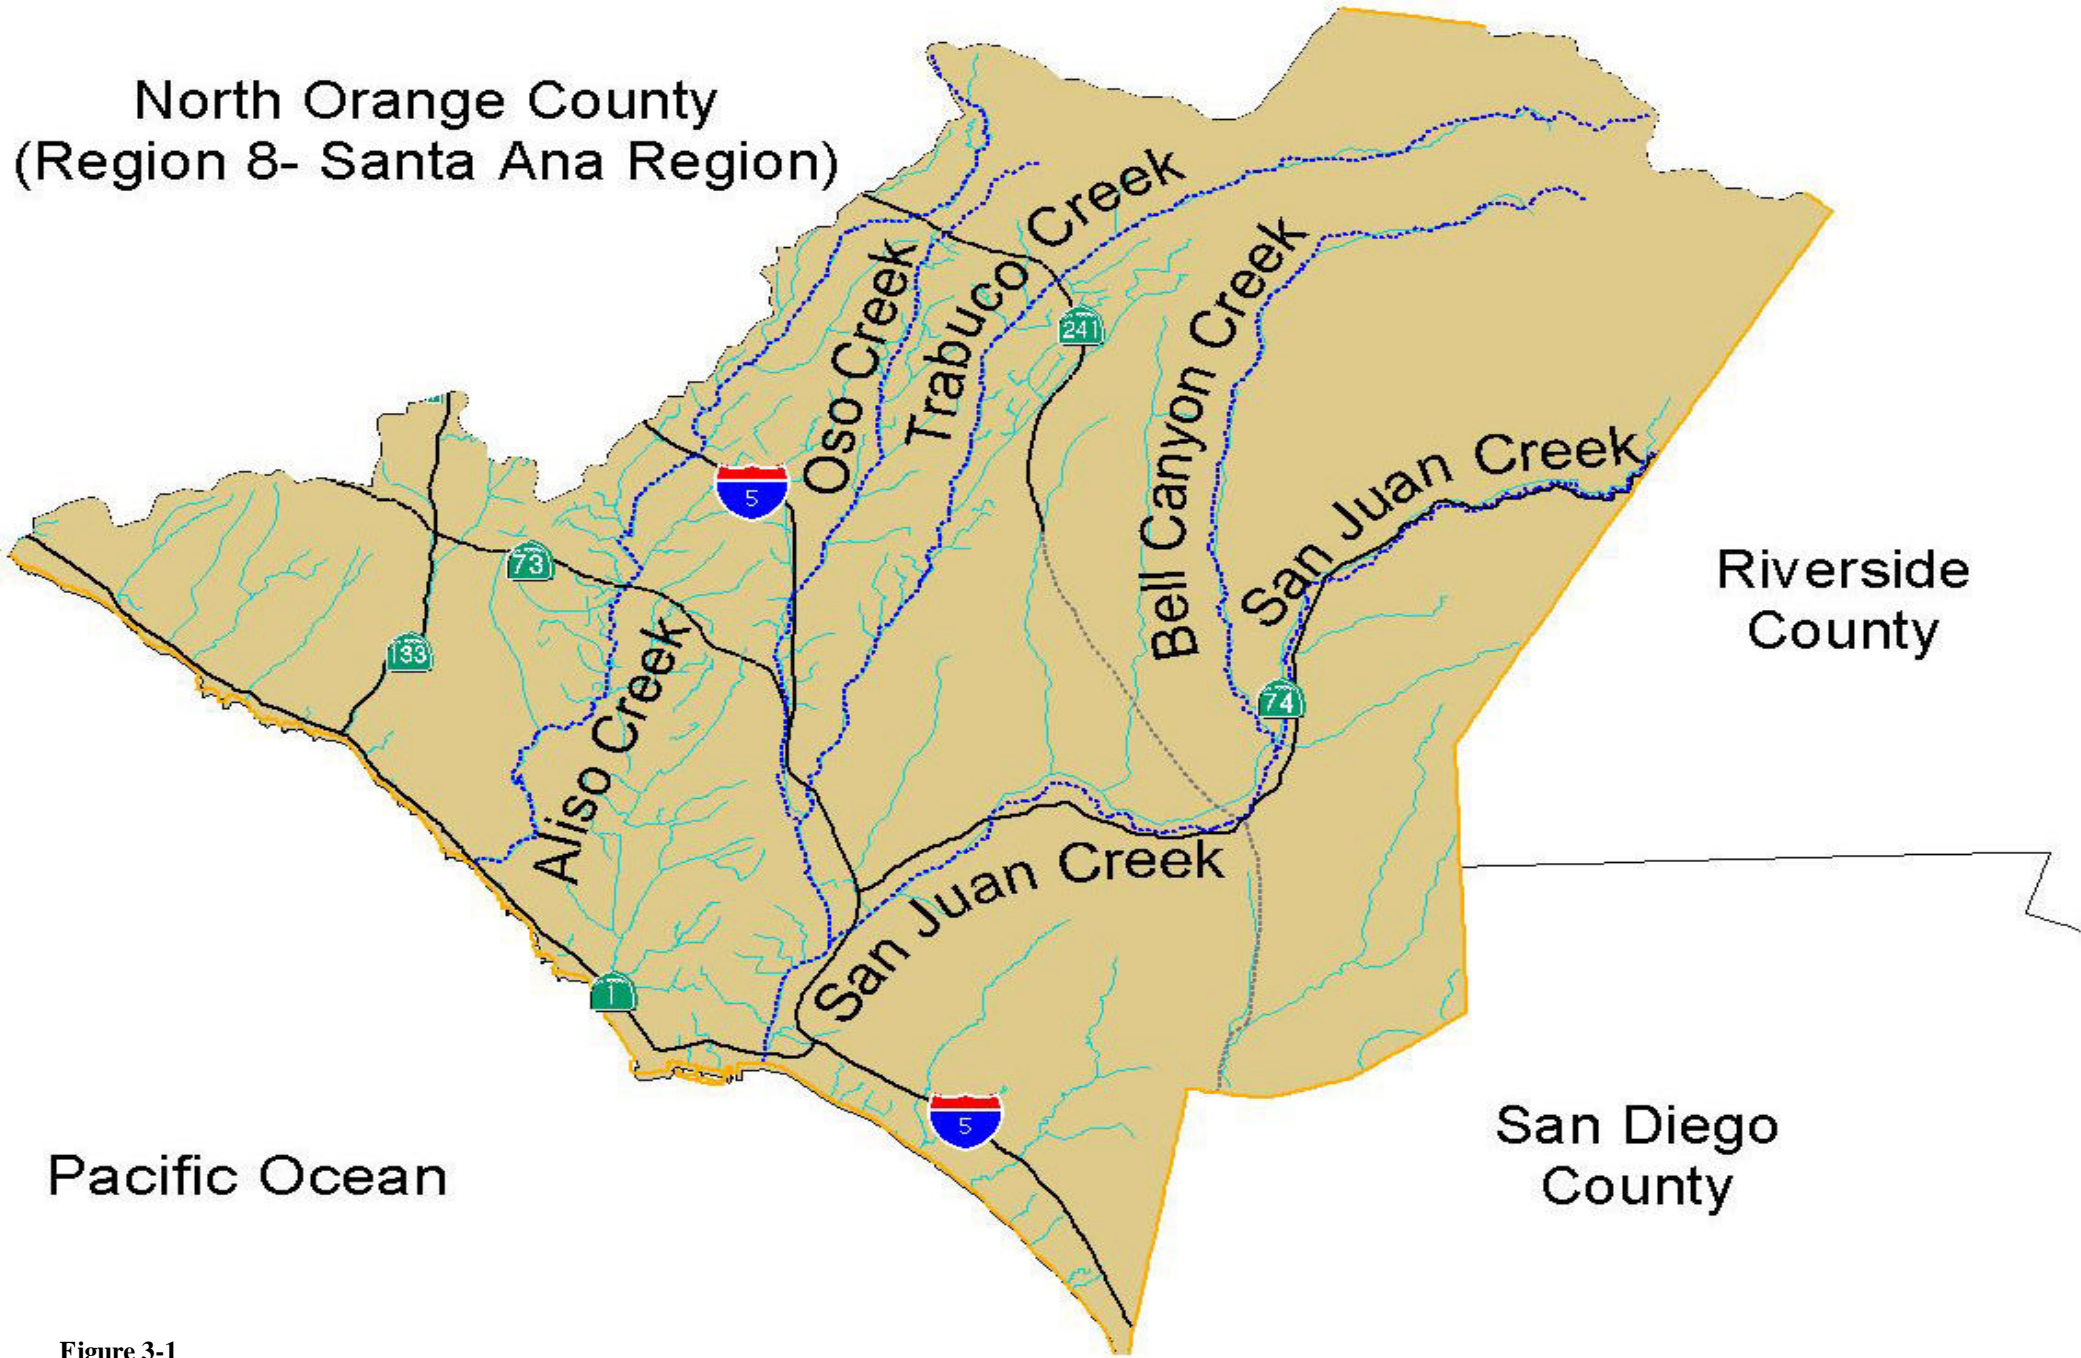 North Orange County
(Region 8- Santa Ana Region)
Trabuco Creek
Oso Creek
241
Bell Canyon Creek
San Juan Creek
5
73
133
Aliso Creek
74
Riverside
County
San Juan Creek
1
5
San Diego
County
Pacific Ocean
Figure 3-1